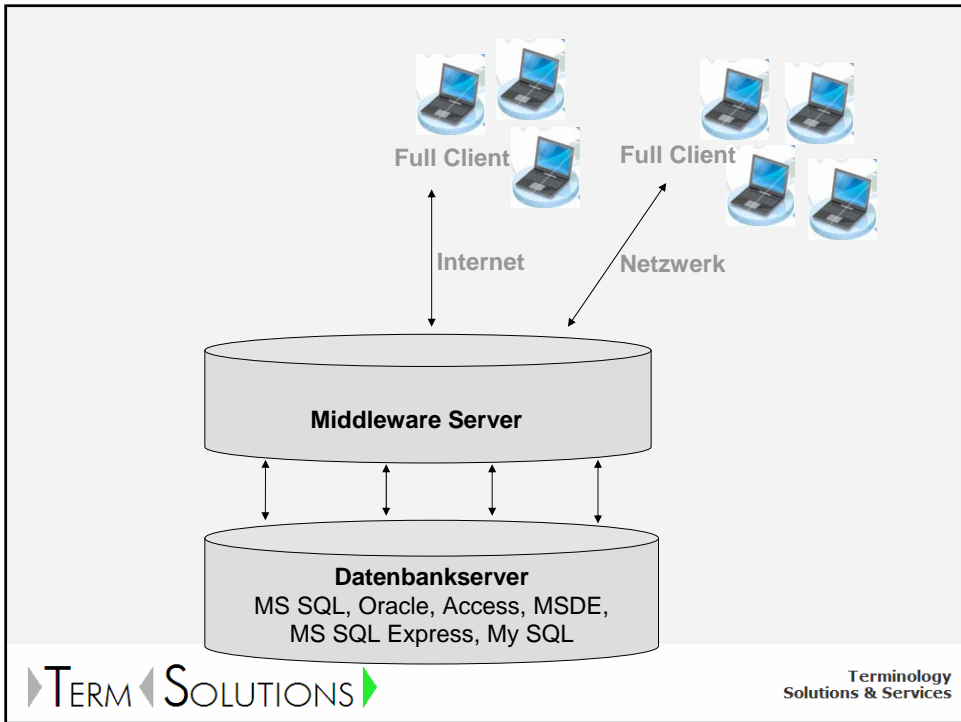 Full Client
Full Client
Internet
Netzwerk
Middleware Server
Datenbankserver
MS SQL, Oracle, Access, MSDE,
MS SQL Express, My SQL
TERM SOLUTIONS
Terminology
Solutions & Services